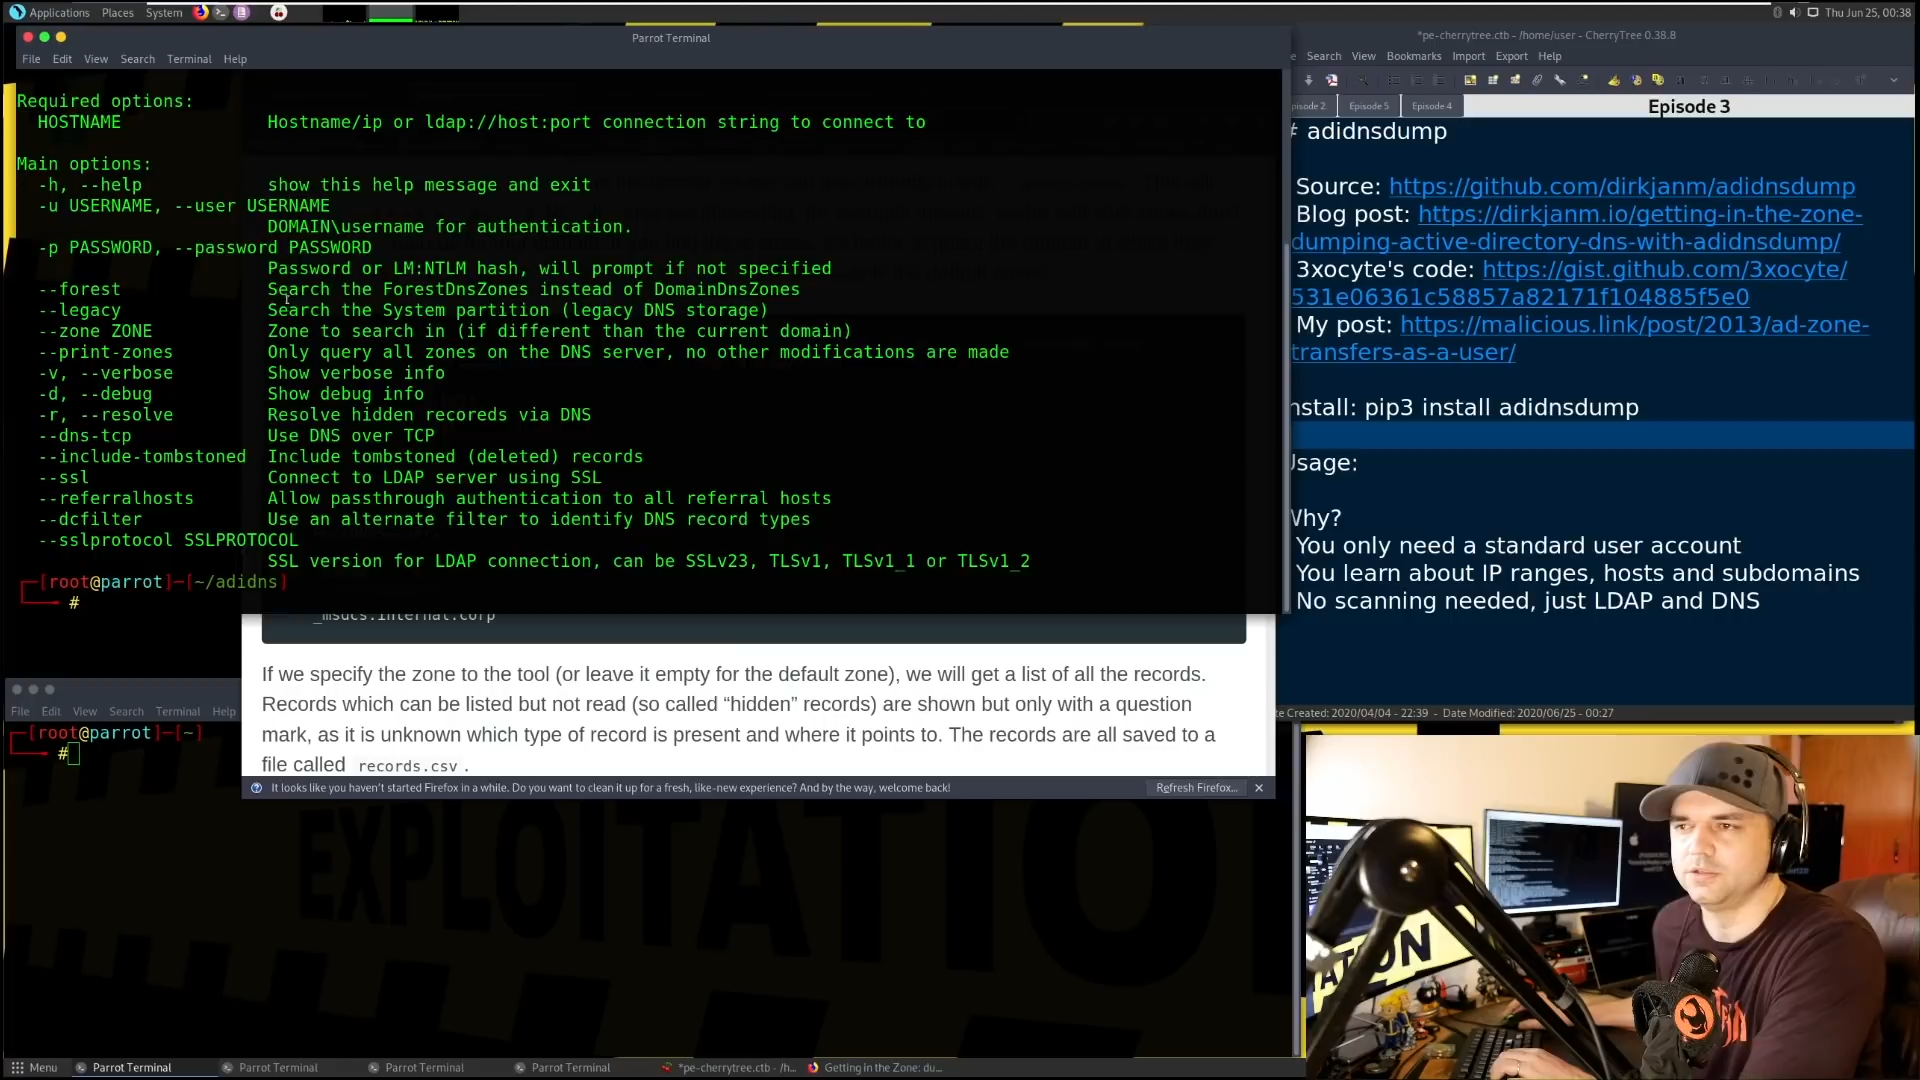 Applications Places System
Thu Jun 25, 00:38
Parrot Terminal
File Edit View Search Terminal Help
Required options:
HOSTNAME Hostname/ip or ldap://host:port connection string to connect to
Main options:
-h, --help show this help message and exit
-u USERNAME, --user USERNAME
DOMAIN\username for authentication.
-p PASSWORD, --password PASSWORD
Password or LM:NTLM hash, will prompt if not specified
--forest Search the ForestDnsZones instead of DomainDnsZones
--legacy Search the System partition (legacy DNS storage)
--zone ZONE Zone to search in (if different than the current domain)
--print-zones Only query all zones on the DNS server, no other modifications are made
-v, --verbose Show verbose info
-d, --debug Show debug info
-r, --resolve Resolve hidden recoreds via DNS
--dns-tcp Use DNS over TCP
--include-tombstoned Include tombstoned (deleted) records
--ssl Connect to LDAP server using SSL
--referralhosts Allow passthrough authentication to all referral hosts
--dcfilter Use an alternate filter to identify DNS record types
--sslprotocol SSLPROTOCOL
SSL version for LDAP connection, can be SSLv23, TLSv1, TLSv1_1 or TLSv1_2
[root@parrot]─[~/adidns]
#
_msdcs.internal.corp
If we specify the zone to the tool (or leave it empty for the default zone), we will get a list of all the records.
Records which can be listed but not read (so called “hidden” records) are shown but only with a question
mark, as it is unknown which type of record is present and where it points to. The records are all saved to a
file called records.csv .
It looks like you haven't started Firefox in a while. Do you want to clean it up for a fresh, like-new experience? And by the way, welcome back!
Refresh Firefox...
File Edit View Search Terminal Help
[root@parrot]─[~]
#
EXPLOITATION
*pe-cherrytree.ctb - /home/user - CherryTree 0.38.8
e Search View Bookmarks Import Export Help
pisode 2 Episode 5 Episode 4 Episode 3
# adidnsdump
Source: https://github.com/dirkjanm/adidnsdump
Blog post: https://dirkjanm.io/getting-in-the-zone-
dumping-active-directory-dns-with-adidnsdump/
3xocyte's code: https://gist.github.com/3xocyte/
531e06361c58857a82171f104885f5e0
My post: https://malicious.link/post/2013/ad-zone-
transfers-as-a-user/
nstall: pip3 install adidnsdump
Usage:
Why?
You only need a standard user account
You learn about IP ranges, hosts and subdomains
No scanning needed, just LDAP and DNS
te Created: 2020/04/04 - 22:39 - Date Modified: 2020/06/25 - 00:27
ATION
Menu
Parrot Terminal
Parrot Terminal
Parrot Terminal
Parrot Terminal
*pe-cherrytree.ctb - /h...
Getting in the Zone: du...